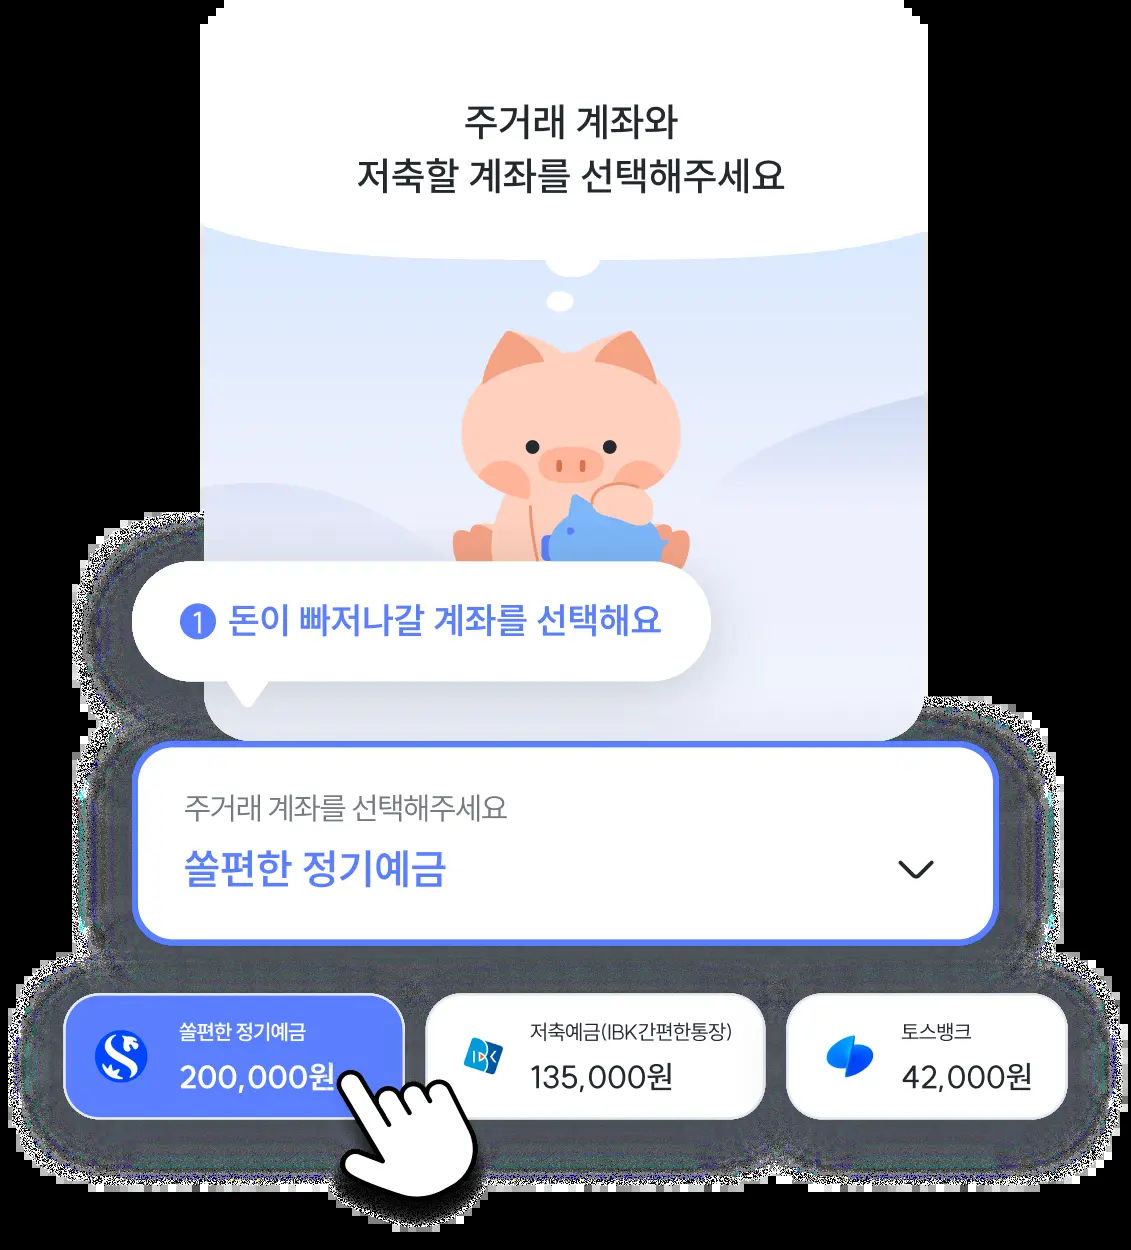 주거래 계좌와
저축할 계좌를 선택해주세요
1 돈이 빠져나갈 계좌를 선택해요
주거래 계좌를 선택해주세요
쏠편한 정기예금
쏠편한 정기예금
200,000원
저축예금(IBK간편한통장)
135,000원
토스뱅크
42,000원